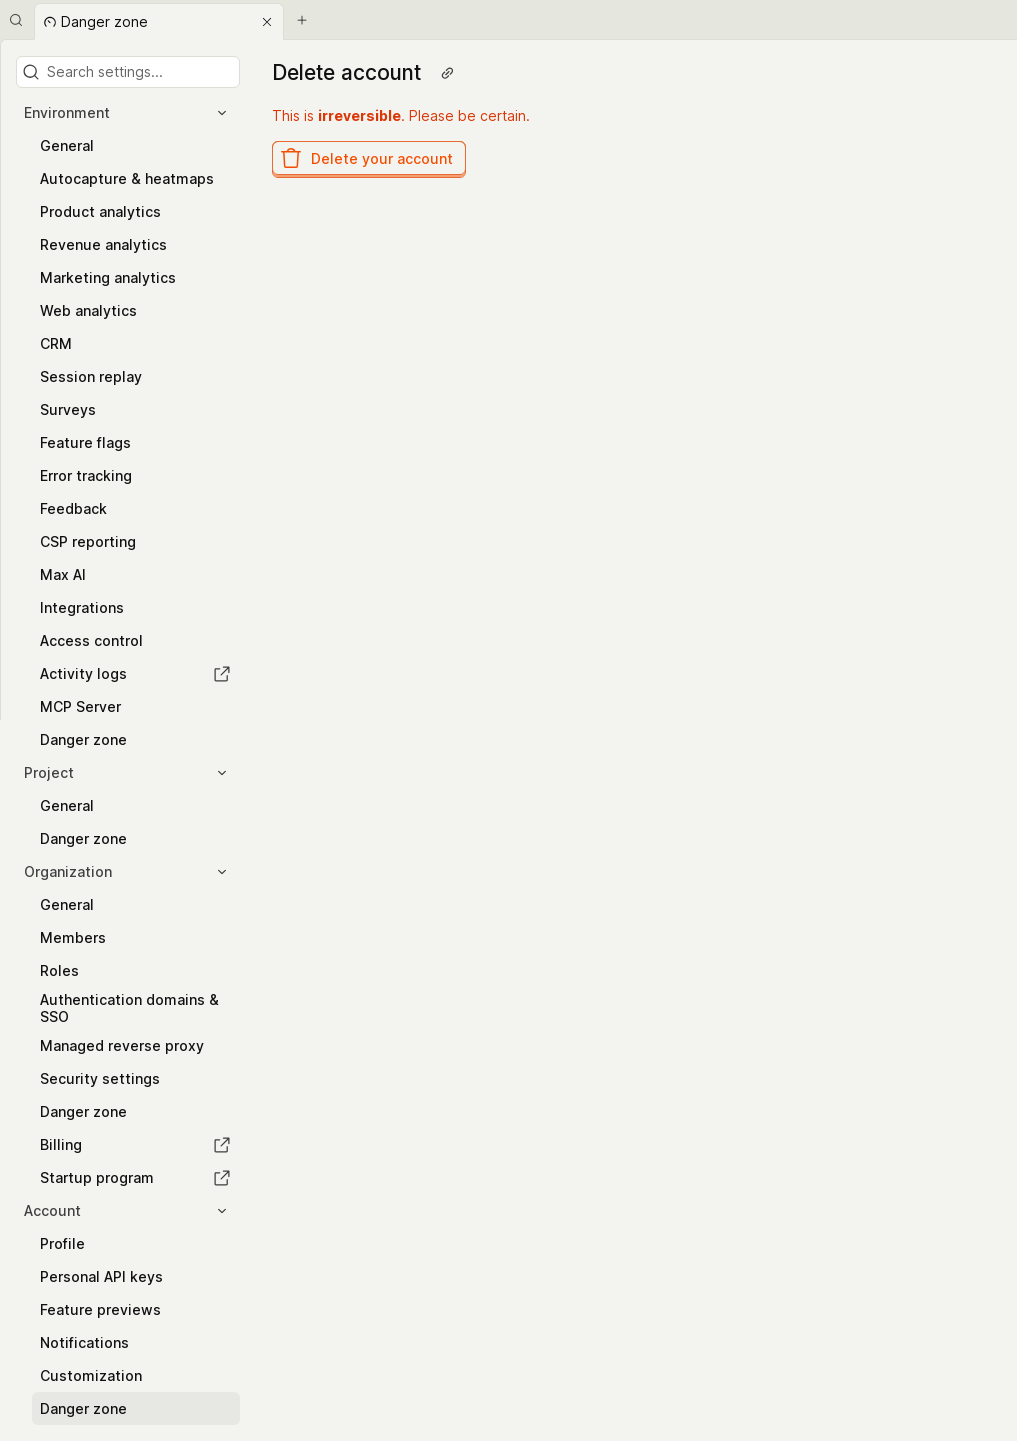 Danger zone
Search settings...
Environment
General
Autocapture & heatmaps
Product analytics
Revenue analytics
Marketing analytics
Web analytics
CRM
Session replay
Surveys
Feature flags
Error tracking
Feedback
CSP reporting
Max AI
Integrations
Access control
Activity logs
MCP Server
Danger zone
Project
General
Danger zone
Organization
General
Members
Roles
Authentication domains &
SSO
Managed reverse proxy
Security settings
Danger zone
Billing
Startup program
Account
Profile
Personal API keys
Feature previews
Notifications
Customization
Danger zone
Delete account
This is irreversible. Please be certain.
Delete your account